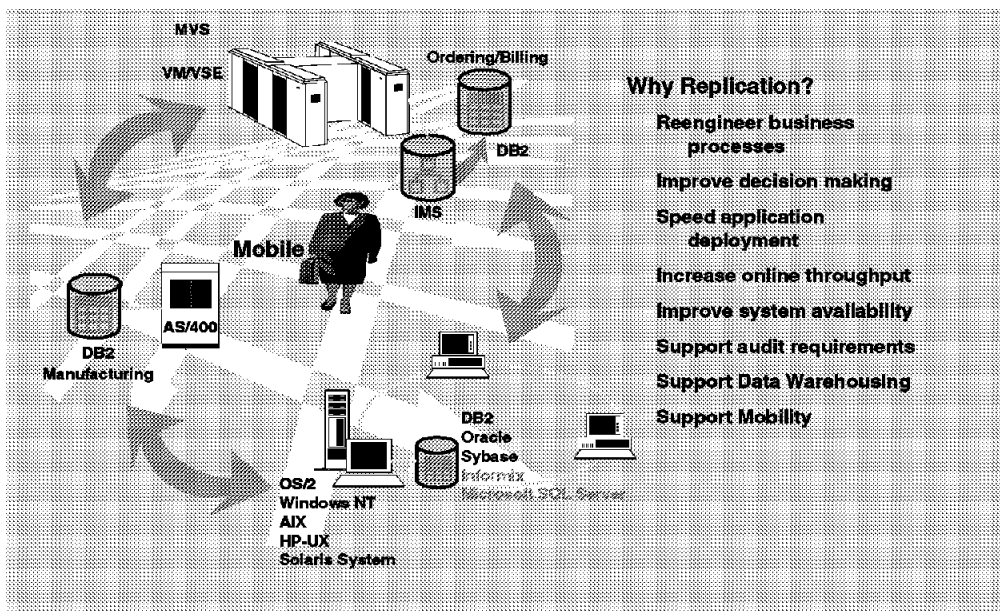 MVS
VM/VSE
Ordering/Billing
DB2
IMS
Mobile
AS/400
DB2
Manufacturing
DB2
Oracle
Sybase
Informix
Microsoft SQL Server
OS/2
Windows NT
AIX
HP-UX
Solaris System
Why Replication?
Reengineer business
processes
Improve decision making
Speed application
deployment
Increase online throughput
Improve system availability
Support audit requirements
Support Data Warehousing
Support Mobility